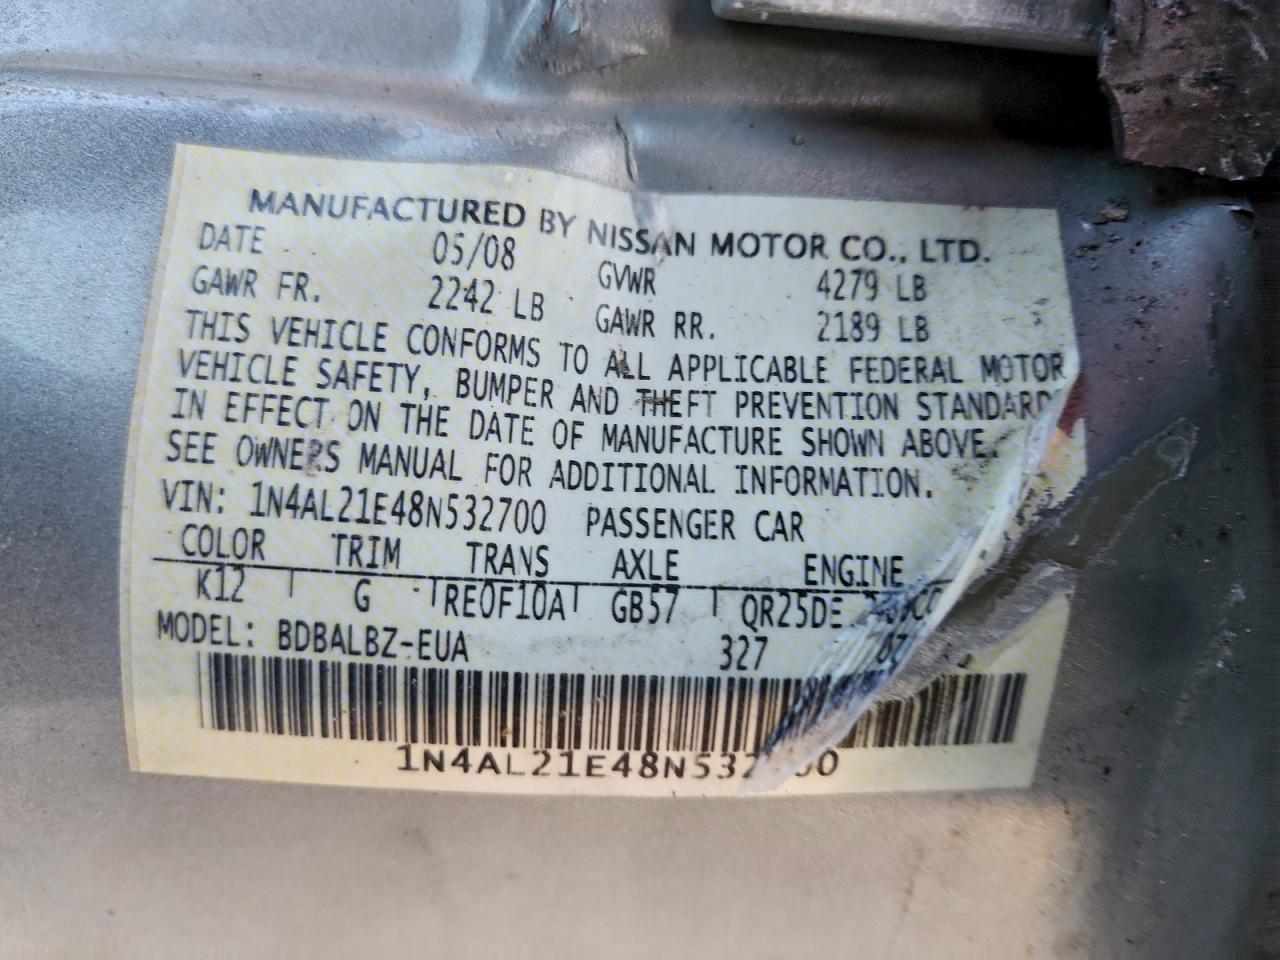 MANUFACTURED BY NISSAN MOTOR CO., LTD.
DATE 05/08 GVWR 4279 LB
GAWR FR. 2242 LB GAWR RR. 2189 LB
THIS VEHICLE CONFORMS TO ALL APPLICABLE FEDERAL MOTOR
VEHICLE SAFETY, BUMPER AND THEFT PREVENTION STANDARD
IN EFFECT ON THE DATE OF MANUFACTURE SHOWN ABOVE.
SEE OWNERS MANUAL FOR ADDITIONAL INFORMATION.
VIN: 1N4AL21E48N532700 PASSENGER CAR
COLOR TRIM TRANS AXLE ENGINE
K12 G RE0F10A GB57 QR25DE
MODEL: BDBALBZ-EUA 327
1N4AL21E48N532 00